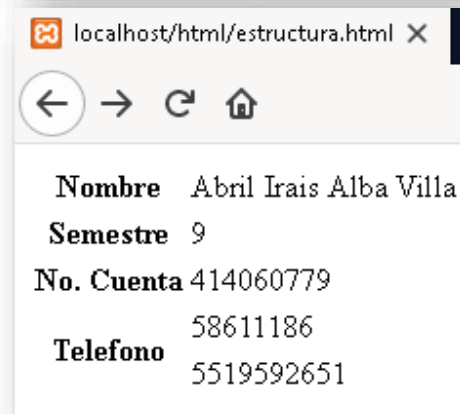 localhost/html/estructura.html
Nombre Abril Irais Alba Villa
Semestre 9
No. Cuenta 414060779
Telefono 58611186
5519592651